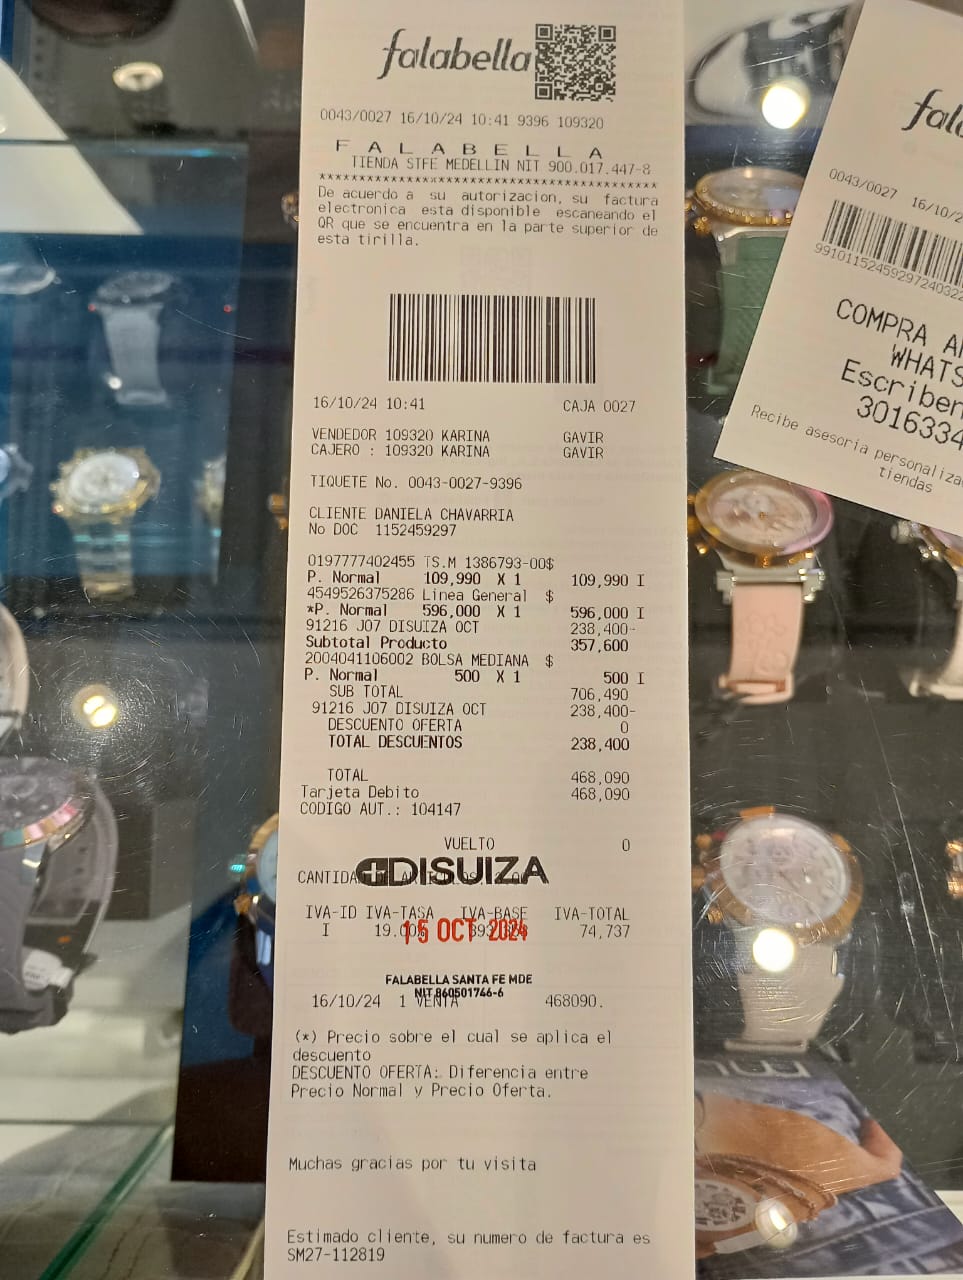 falabella
0043/0027 16/10/24 10:41 9396 109320
F A L A B E L L A
TIENDA STFE MEDELLIN NIT 900.017.447-8
****************************************
De acuerdo a su autorizacion, su factura
electronica esta disponible escaneando el
QR que se encuentra en la parte superior de
esta tirilla.
16/10/24 10:41 CAJA 0027
VENDEDOR 109320 KARINA GAVIR
CAJERO : 109320 KARINA GAVIR
TIQUETE No. 0043-0027-9396
CLIENTE DANIELA CHAVARRIA
No DOC 1152459297
0197777402455 TS.M 1386793-00$
P. Normal 109,990 X 1 109,990 I
4549526375286 Linea General $
*P. Normal 596,000 X 1 596,000 I
91216 J07 DISUIZA OCT 238,400-
Subtotal Producto 357,600
2004041106002 BOLSA MEDIANA $
P. Normal 500 X 1 500 I
SUB TOTAL 706,490
91216 J07 DISUIZA OCT 238,400-
DESCUENTO OFERTA 0
TOTAL DESCUENTOS 238,400
TOTAL 468,090
Tarjeta Debito 468,090
CODIGO AUT.: 104147
VUELTO 0
DISUIZA
IVA-ID IVA-TASA IVA-BASE IVA-TOTAL
I 19.00% 74,737
15 OCT 2024
FALABELLA SANTA FE MDE
NIT 860501746-6
16/10/24 1 VENTA 468090.
(*) Precio sobre el cual se aplica el
descuento
DESCUENTO OFERTA: Diferencia entre
Precio Normal y Precio Oferta.
Muchas gracias por tu visita
Estimado cliente, su numero de factura es
SM27-112819
0043/0027 16/10/2
COMPRA
WHATS
Escriben
3016334
Recibe asesoria personaliza
tiendas